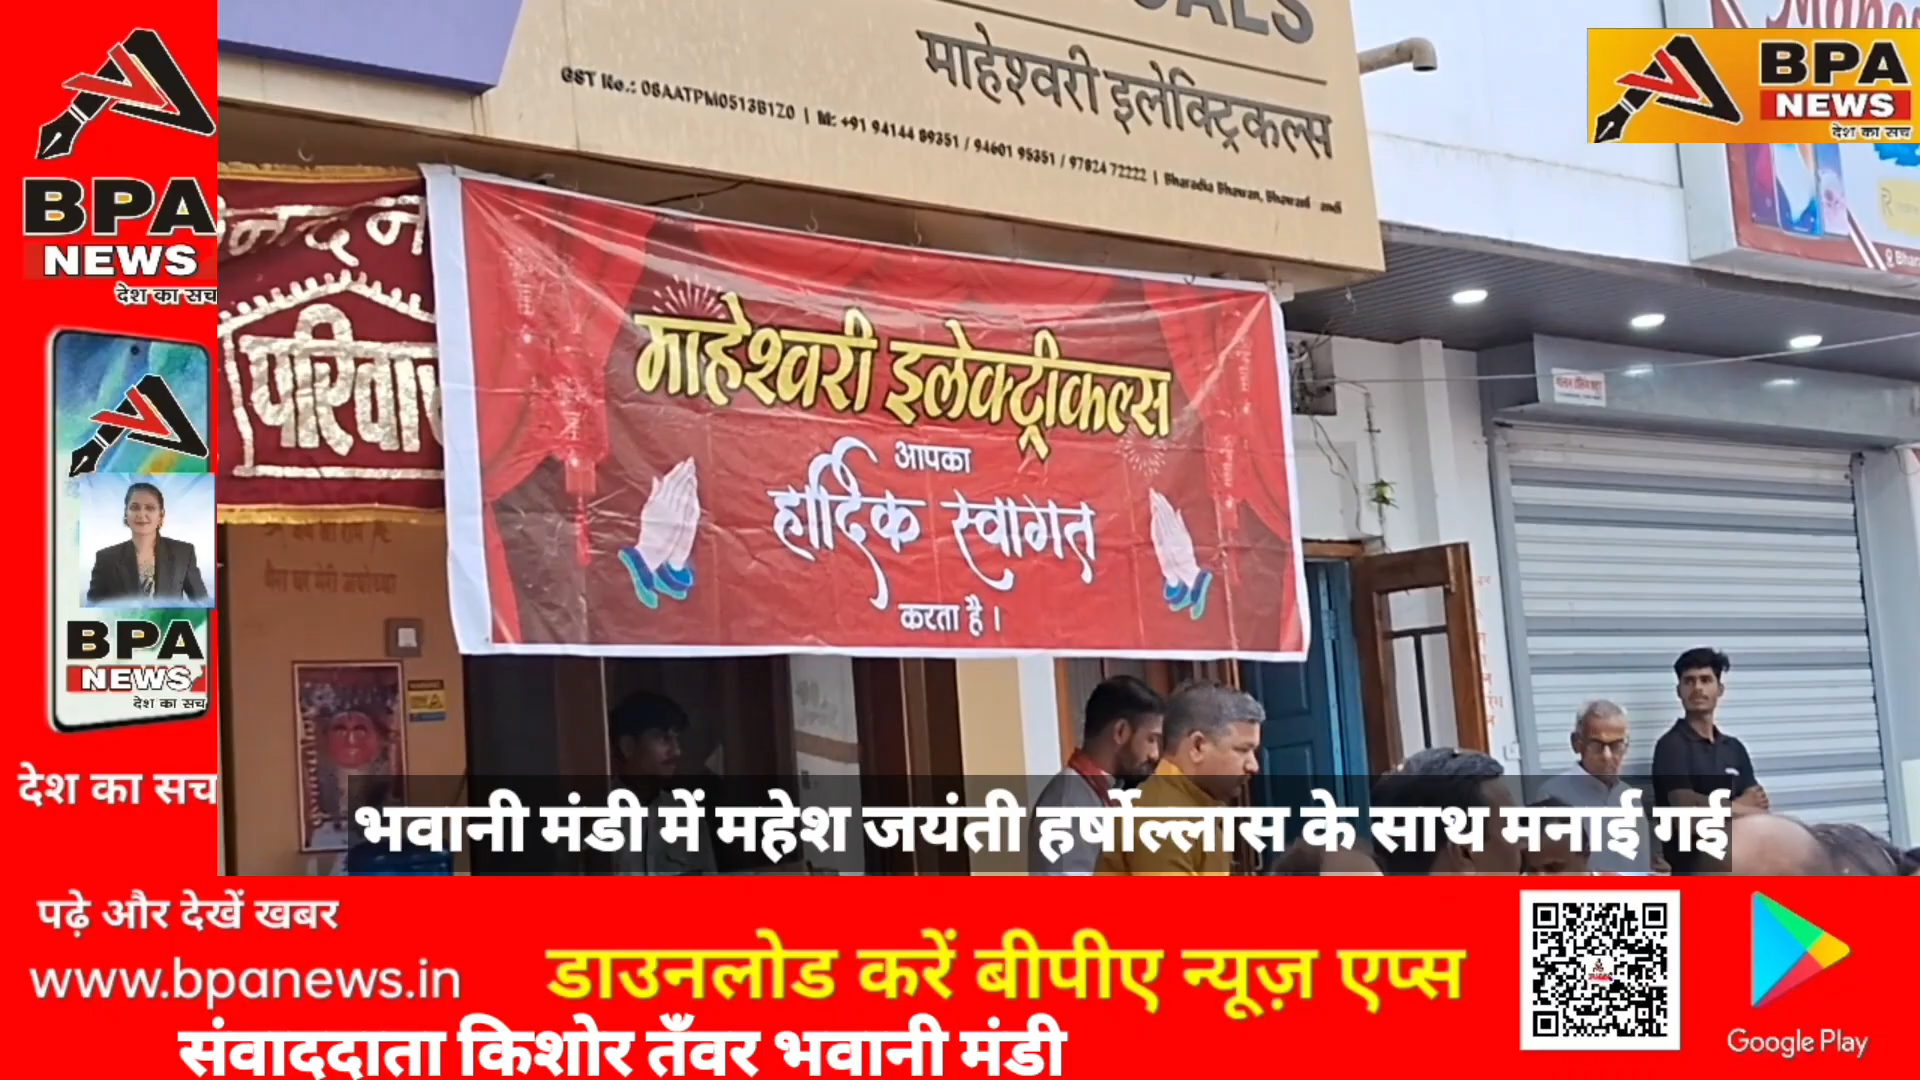 BPA
NEWS
देश का सच
BPA
NEWS
देश का सच
देश का सच
माहेश्वरी इलेक्ट्रिकल्स
GST No.: 08AATPM0513B1Z0 | M: +91 94144 89351 / 94601 95351 / 97824 72222 | Bharadia Bhawan, Bhawani andi
BPA
NEWS
देश का सच
परिवार
माहेश्वरी इलेक्ट्रीकल्स
आपका
हार्दिक स्वागत
करता है।
भवानी मंडी में महेश जयंती हर्षोल्लास के साथ मनाई गई
पढ़े और देखें खबर
www.bpanews.in
डाउनलोड करें बीपीए न्यूज़ एप्स
संवाददाता किशोर तँवर भवानी मंडी
Google Play